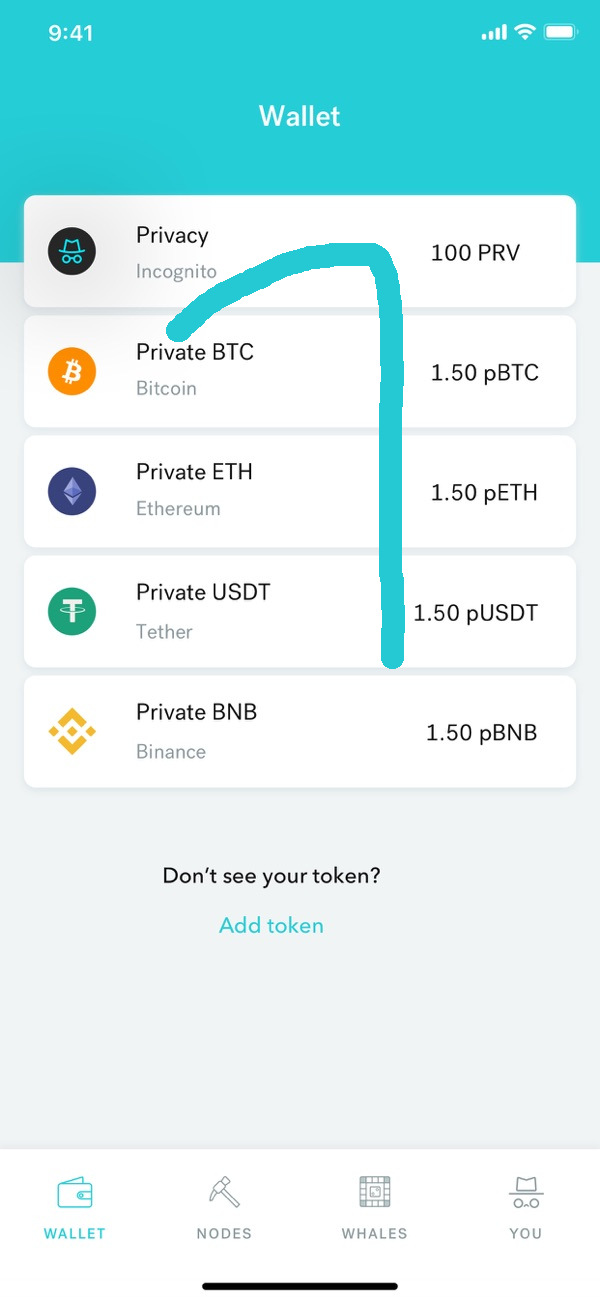 9:41
Wallet
Privacy
Incognito
100 PRV
Private BTC
Bitcoin
1.50 pBTC
Private ETH
Ethereum
1.50 pETH
Private USDT
Tether
1.50 pUSDT
Private BNB
Binance
1.50 pBNB
Don’t see your token?
Add token
WALLET
NODES
WHALES
YOU